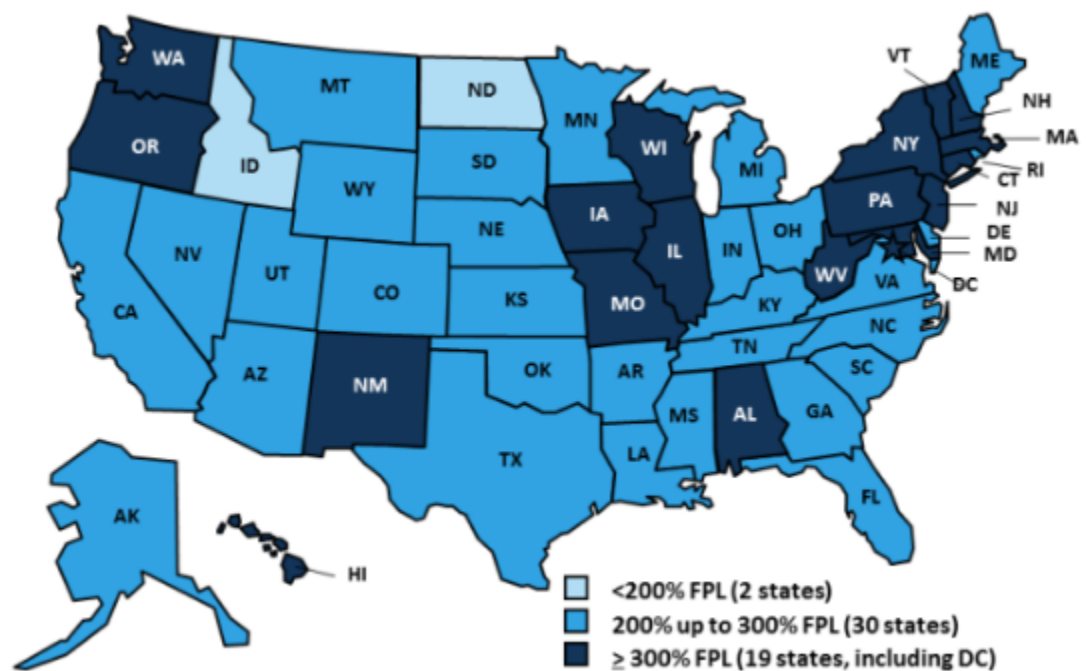 WA
MT
ND
MN
VT
ME
NH
OR
ID
SD
WI
MI
NY
MA
RI
CT
WY
IA
PA
NJ
NE
OH
DE
NV
IN
MD
UT
IL
WV
DC
CO
VA
CA
KS
MO
KY
NC
TN
AZ
OK
AR
SC
NM
MS
AL
GA
TX
LA
FL
AK
HI
<200% FPL (2 states)
200% up to 300% FPL (30 states)
≥ 300% FPL (19 states, including DC)